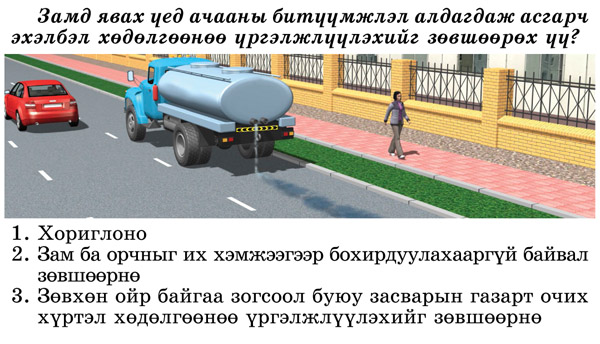 Замд явах үед ачааны битүүмжлэл алдагдаж асгарч
эхэлбэл хөдөлгөөнөө үргэлжлүүлэхийг зөвшөөрөх үү?
1. Хориглоно
2. Зам ба орчныг их хэмжээгээр бохирдуулахааргүй байвал
зөвшөөрнө
3. Зөвхөн ойр байгаа зогсоол буюу засварын газарт очих
хүртэл хөдөлгөөнөө үргэлжлүүлэхийг зөвшөөрнө